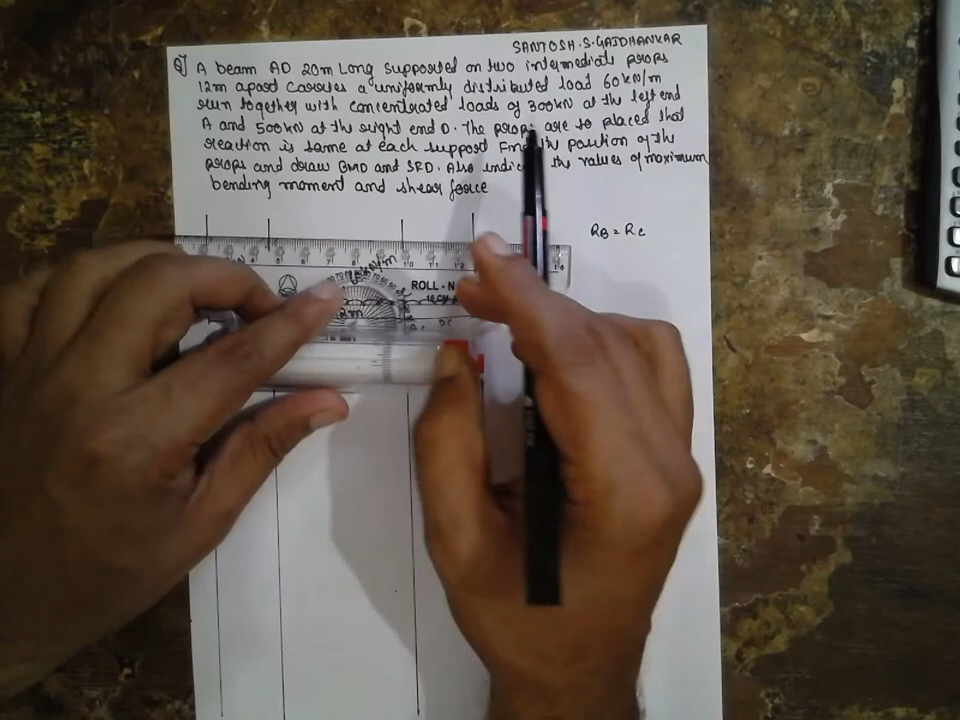 SANTOSH.S.GAJDHANKAR
Q] A beam AD 20m Long supported on two intermediate props
12m apart carries a uniformly distributed load 60kN/m
run together with concentrated loads of 300kN at the left end
A and 500kN at the right end D. The props are so placed that
reaction is same at each support Find the position of the
props and draw BMD and SFD. Also the values of maximum
bending moment and shear force
RB = RC
ROLL-N